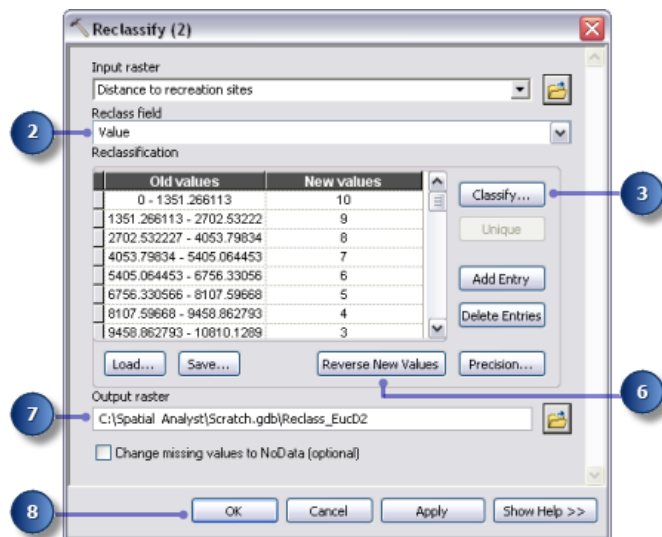 Reclassify (2)
Input raster
Distance to recreation sites
Reclass field
2
Value
Reclassification
Old values New values
0 - 1351.266113 10
1351.266113 - 2702.53222 9
2702.532227 - 4053.79834 8
4053.79834 - 5405.064453 7
5405.064453 - 6756.33056 6
6756.330566 - 8107.59668 5
8107.59668 - 9458.862793 4
9458.862793 - 10810.1289 3
Classify...
3
Unique
Add Entry
Delete Entries
Load... Save... Reverse New Values Precision...
6
Output raster
7
C:\Spatial Analyst\Scratch.gdb\Reclass_EucD2
Change missing values to NoData (optional)
8
OK Cancel Apply Show Help >>